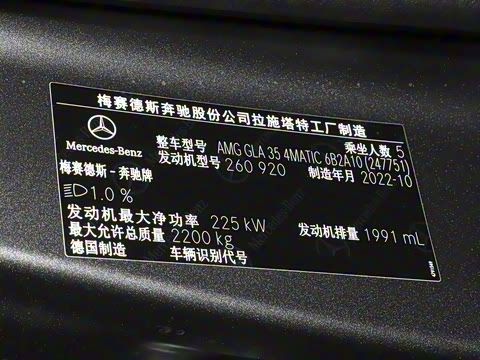 梅赛德斯奔驰股份公司拉施塔特工厂制造
Mercedes-Benz
整车型号 AMG GLA 35 4MATIC 6B2A10 (247751) 乘坐人数 5
发动机型号 260 920 制造年月 2022-10
梅赛德斯-奔驰牌
1.0 %
发动机最大净功率 225 kW 发动机排量 1991 mL
最大允许总质量 2200 kg
德国制造 车辆识别代号